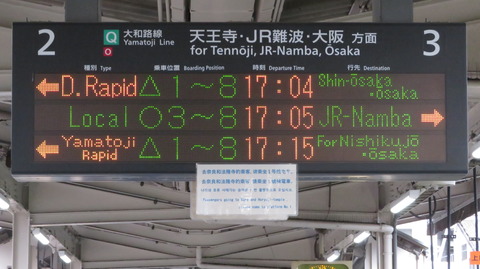 2
Q 大和路線
O Yamatoji Line
天王寺・JR難波・大阪 方面
for Tennōji, JR-Namba, Ōsaka
3
種別 Type 乗車位置 Boarding Position 時刻 Departure Time 行先 Destination
← D. Rapid △ 1～8 17:04 Shin-ōsaka・ōsaka
Local ○ 3～8 17:05 JR-Namba →
← Yamatoji Rapid △ 1～8 17:15 For Nishikujō・ōsaka